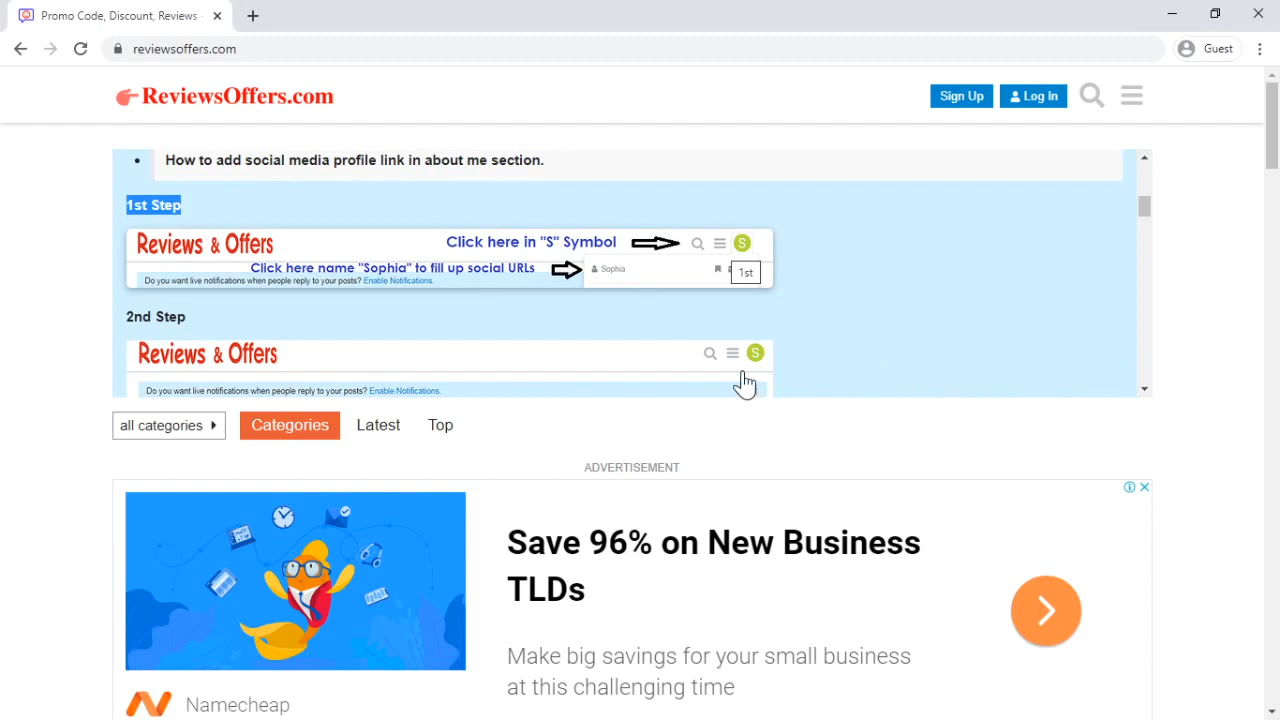 Promo Code, Discount, Reviews
reviewsoffers.com
Guest
ReviewsOffers.com
Sign Up
Log In
How to add social media profile link in about me section.
1st Step
Reviews & Offers
Click here in "S" Symbol
S
Click here name "Sophia" to fill up social URLs
Sophia
Do you want live notifications when people reply to your posts? Enable Notifications.
1st
2nd Step
Reviews & Offers
S
Do you want live notifications when people reply to your posts? Enable Notifications.
all categories
Categories
Latest
Top
ADVERTISEMENT
Save 96% on New Business
TLDs
Make big savings for your small business
at this challenging time
Namecheap